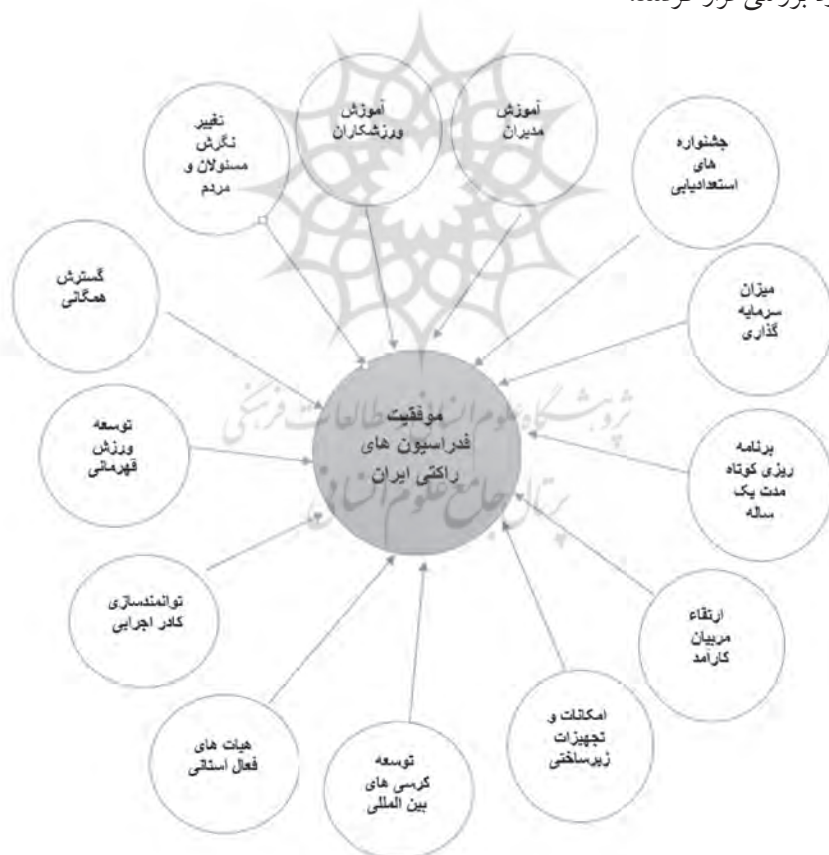 آموزش
مدیران
آموزش
ورزشکاران
تغییر
نگرش
مسئولان و
مردم
جشنواره
های
استعدادیابی
گسترش
همگانی
میزان
سرمایه
گذاری
موفقیت
فدراسیون های
راکتی ایران
پژوهشگاه علوم انسانی و مطالعات فرهنگی
پرتال جامع علوم انسانی
توسعه
ورزش
قهرمانی
برنامه
ریزی کوتاه
مدت یک
ساله
توانمندسازی
کادر اجرایی
ارتقاء
مربیان
کارآمد
هیات های
فعال استانی
توسعه
کرسی های
بین المللی
امکانات و
تجهیزات
زیرساختی